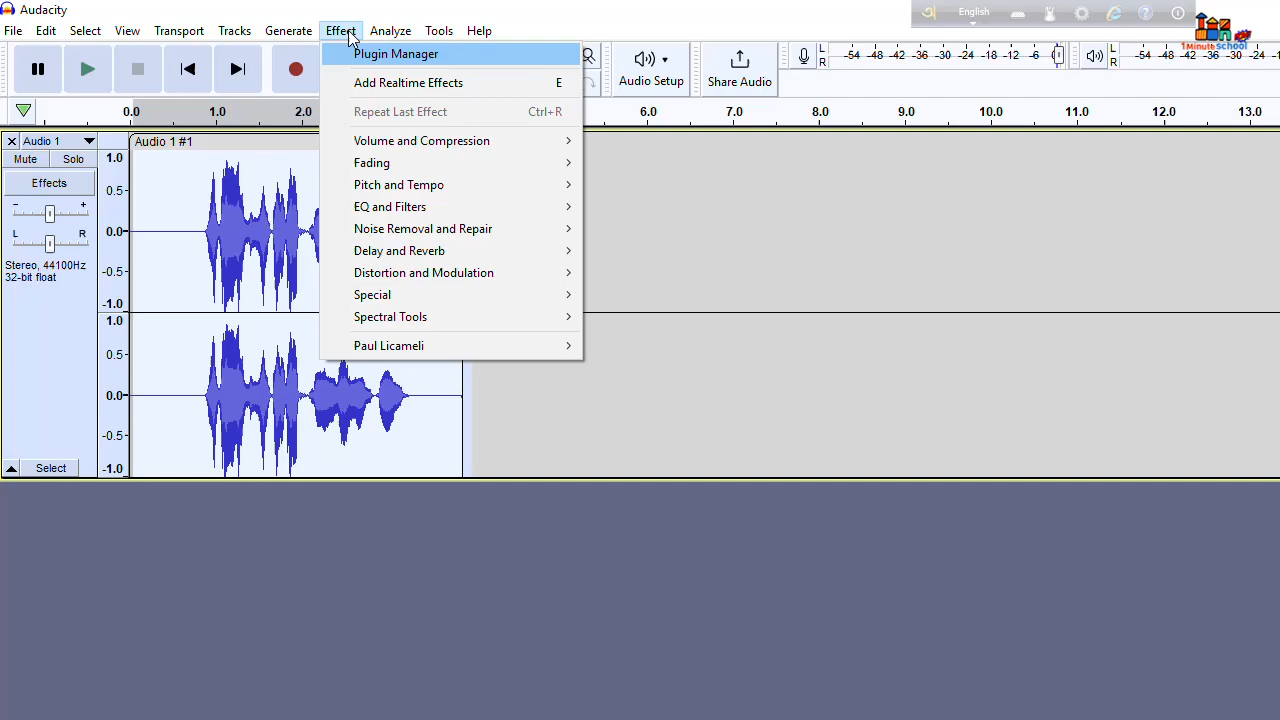 Audacity
English
File Edit Select View Transport Tracks Generate Effect Analyze Tools Help
1Minute School
Plugin Manager
Add Realtime Effects E
Repeat Last Effect Ctrl+R
Volume and Compression
Fading
Pitch and Tempo
EQ and Filters
Noise Removal and Repair
Delay and Reverb
Distortion and Modulation
Special
Spectral Tools
Paul Licameli
Audio Setup
Share Audio
L
R
-54 -48 -42 -36 -30 -24 -18 -12 -6
L
R
-54 -48 -42 -36 -30 -24
0.0 1.0 2.0 6.0 7.0 8.0 9.0 10.0 11.0 12.0 13.0
Audio 1
Audio 1 #1
Mute Solo
Effects
- +
L R
Stereo, 44100Hz
32-bit float
Select
1.0
0.5
0.0
-0.5
-1.0
1.0
0.5
0.0
-0.5
-1.0